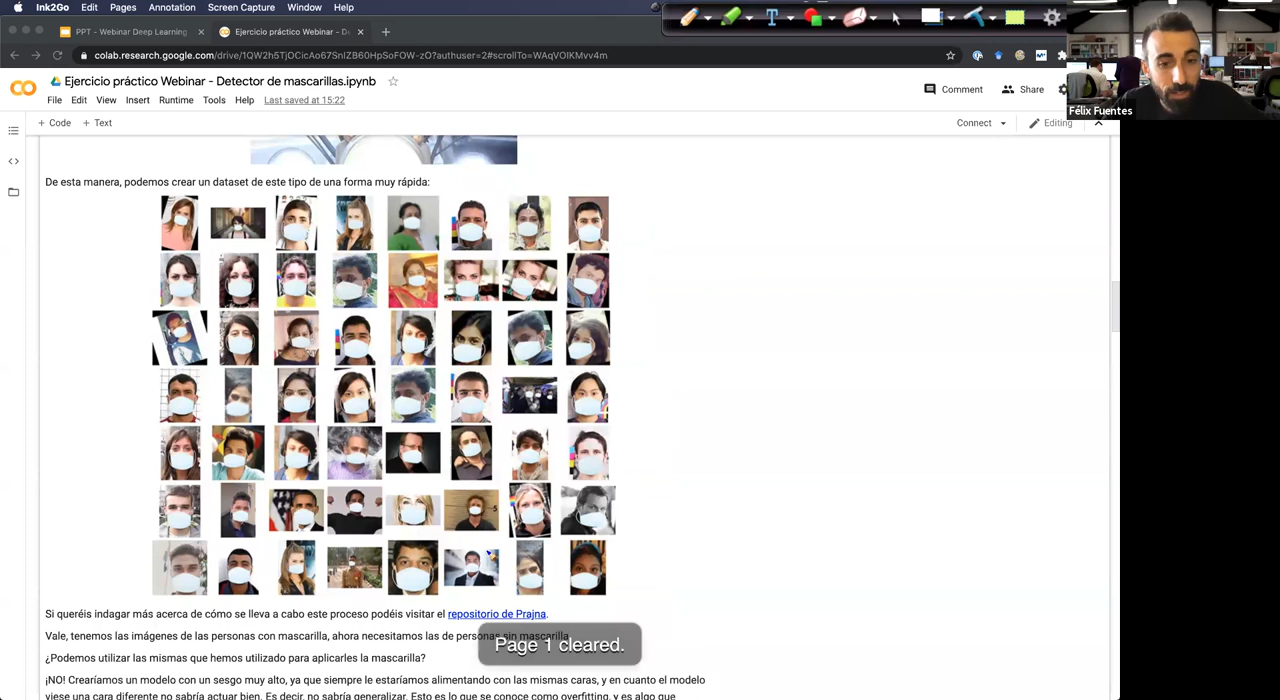 Ink2Go Edit Pages Annotation Screen Capture Window Help
PPT - Webinar Deep Learning
Ejercicio práctico Webinar - De
colab.research.google.com/drive/1QW2h5TjOCicAo67SnIZB60HpSoFOW-zO?authuser=2#scrollTo=WAqVOlKMvv4m
Ejercicio práctico Webinar - Detector de mascarillas.ipynb
File Edit View Insert Runtime Tools Help Last saved at 15:22
Comment
Share
Félix Fuentes
+ Code + Text
Connect
Editing
De esta manera, podemos crear un dataset de este tipo de una forma muy rápida:
Si queréis indagar más acerca de cómo se lleva a cabo este proceso podéis visitar el repositorio de Prajna.
Vale, tenemos las imágenes de las personas con mascarilla, ahora necesitamos las de personas sin mascarilla
Page 1 cleared.
¿Podemos utilizar las mismas que hemos utilizado para aplicarles la mascarilla?
¡NO! Crearíamos un modelo con un sesgo muy alto, ya que siempre le estaríamos alimentando con las mismas caras, y en cuanto el modelo
viese una cara diferente no sabría actuar bien. Es decir, no sabría generalizar. Esto es lo que se conoce como overfitting, y es algo que